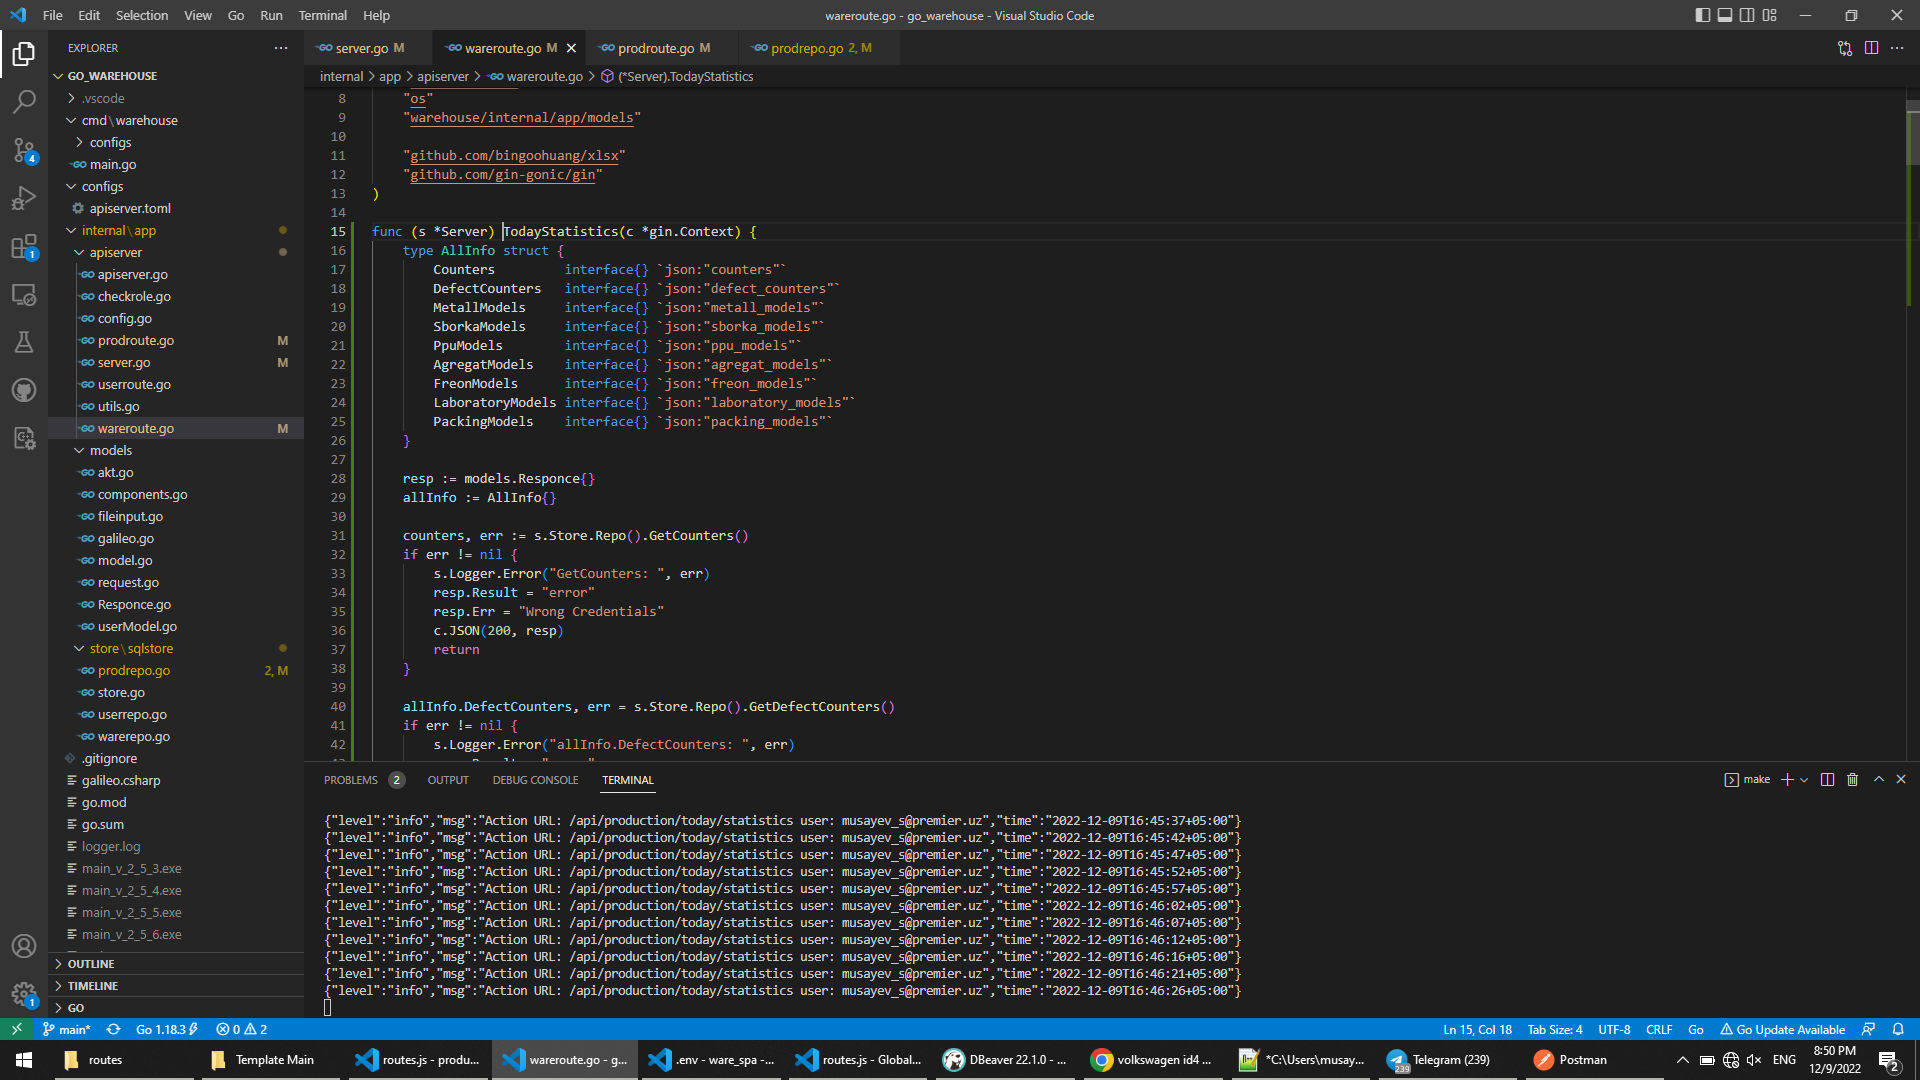 File Edit Selection View Go Run Terminal Help
wareroute.go - go_warehouse - Visual Studio Code
EXPLORER
server.go M
wareroute.go M
prodroute.go M
prodrepo.go 2, M
GO_WAREHOUSE
internal > app > apiserver > wareroute.go > (*Server).TodayStatistics
.vscode
cmd\warehouse
configs
main.go
configs
apiserver.toml
internal\app
apiserver
apiserver.go
checkrole.go
config.go
prodroute.go M
server.go M
userroute.go
utils.go
wareroute.go M
models
akt.go
components.go
fileinput.go
galileo.go
model.go
request.go
Responce.go
userModel.go
store\sqlstore
prodrepo.go 2, M
store.go
userrepo.go
warerepo.go
.gitignore
galileo.csharp
go.mod
go.sum
logger.log
main_v_2_5_3.exe
main_v_2_5_4.exe
main_v_2_5_5.exe
main_v_2_5_6.exe
OUTLINE
TIMELINE
GO
4
1
1
8 "os"
9 "warehouse/internal/app/models"
10
11 "github.com/bingoohuang/xlsx"
12 "github.com/gin-gonic/gin"
13 )
14
15 func (s *Server) TodayStatistics(c *gin.Context) {
16 type AllInfo struct {
17 Counters interface{} `json:"counters"`
18 DefectCounters interface{} `json:"defect_counters"`
19 MetallModels interface{} `json:"metall_models"`
20 SborkaModels interface{} `json:"sborka_models"`
21 PpuModels interface{} `json:"ppu_models"`
22 AgregatModels interface{} `json:"agregat_models"`
23 FreonModels interface{} `json:"freon_models"`
24 LaboratoryModels interface{} `json:"laboratory_models"`
25 PackingModels interface{} `json:"packing_models"`
26 }
27
28 resp := models.Responce{}
29 allInfo := AllInfo{}
30
31 counters, err := s.Store.Repo().GetCounters()
32 if err != nil {
33 s.Logger.Error("GetCounters: ", err)
34 resp.Result = "error"
35 resp.Err = "Wrong Credentials"
36 c.JSON(200, resp)
37 return
38 }
39
40 allInfo.DefectCounters, err = s.Store.Repo().GetDefectCounters()
41 if err != nil {
42 s.Logger.Error("allInfo.DefectCounters: ", err)
PROBLEMS 2 OUTPUT DEBUG CONSOLE TERMINAL
make
{"level":"info","msg":"Action URL: /api/production/today/statistics user: musayev_s@premier.uz","time":"2022-12-09T16:45:37+05:00"}
{"level":"info","msg":"Action URL: /api/production/today/statistics user: musayev_s@premier.uz","time":"2022-12-09T16:45:42+05:00"}
{"level":"info","msg":"Action URL: /api/production/today/statistics user: musayev_s@premier.uz","time":"2022-12-09T16:45:47+05:00"}
{"level":"info","msg":"Action URL: /api/production/today/statistics user: musayev_s@premier.uz","time":"2022-12-09T16:45:52+05:00"}
{"level":"info","msg":"Action URL: /api/production/today/statistics user: musayev_s@premier.uz","time":"2022-12-09T16:45:57+05:00"}
{"level":"info","msg":"Action URL: /api/production/today/statistics user: musayev_s@premier.uz","time":"2022-12-09T16:46:02+05:00"}
{"level":"info","msg":"Action URL: /api/production/today/statistics user: musayev_s@premier.uz","time":"2022-12-09T16:46:07+05:00"}
{"level":"info","msg":"Action URL: /api/production/today/statistics user: musayev_s@premier.uz","time":"2022-12-09T16:46:12+05:00"}
{"level":"info","msg":"Action URL: /api/production/today/statistics user: musayev_s@premier.uz","time":"2022-12-09T16:46:16+05:00"}
{"level":"info","msg":"Action URL: /api/production/today/statistics user: musayev_s@premier.uz","time":"2022-12-09T16:46:21+05:00"}
{"level":"info","msg":"Action URL: /api/production/today/statistics user: musayev_s@premier.uz","time":"2022-12-09T16:46:26+05:00"}
main* Go 1.18.3 0 2
Ln 15, Col 18 Tab Size: 4 UTF-8 CRLF Go Go Update Available
routes
Template Main
routes.js - produ...
wareroute.go - g...
.env - ware_spa -...
routes.js - Global...
DBeaver 22.1.0 - ...
volkswagen id4 ...
*C:\Users\musay...
Telegram (239)
239
Postman
ENG
8:50 PM
12/9/2022
2